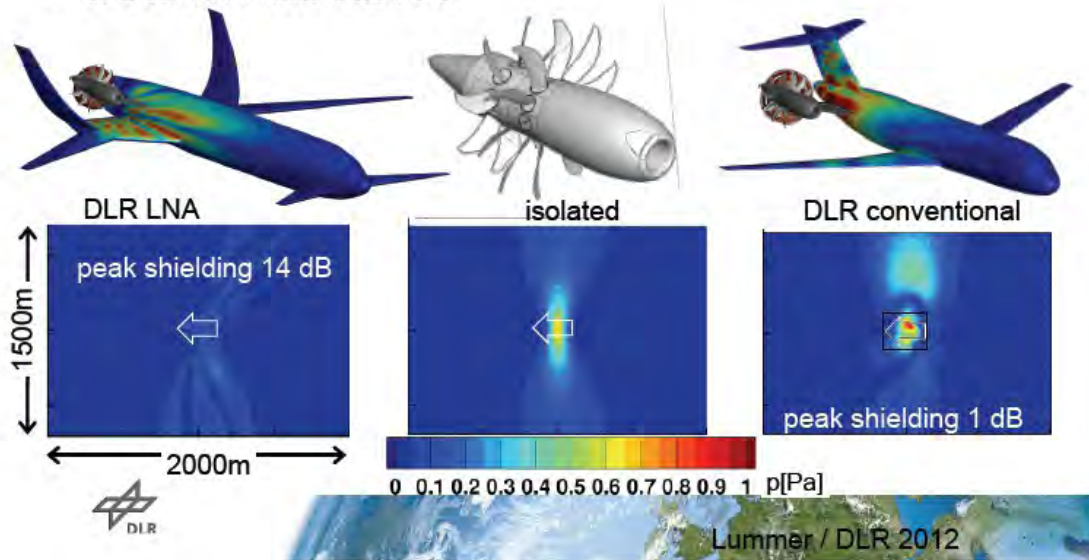 DLR LNA
isolated
DLR conventional
peak shielding 14 dB
1500m
peak shielding 1 dB
2000m
0 0.1 0.2 0.3 0.4 0.5 0.6 0.7 0.8 0.9 1 p[Pa]
DLR
Lummer / DLR 2012